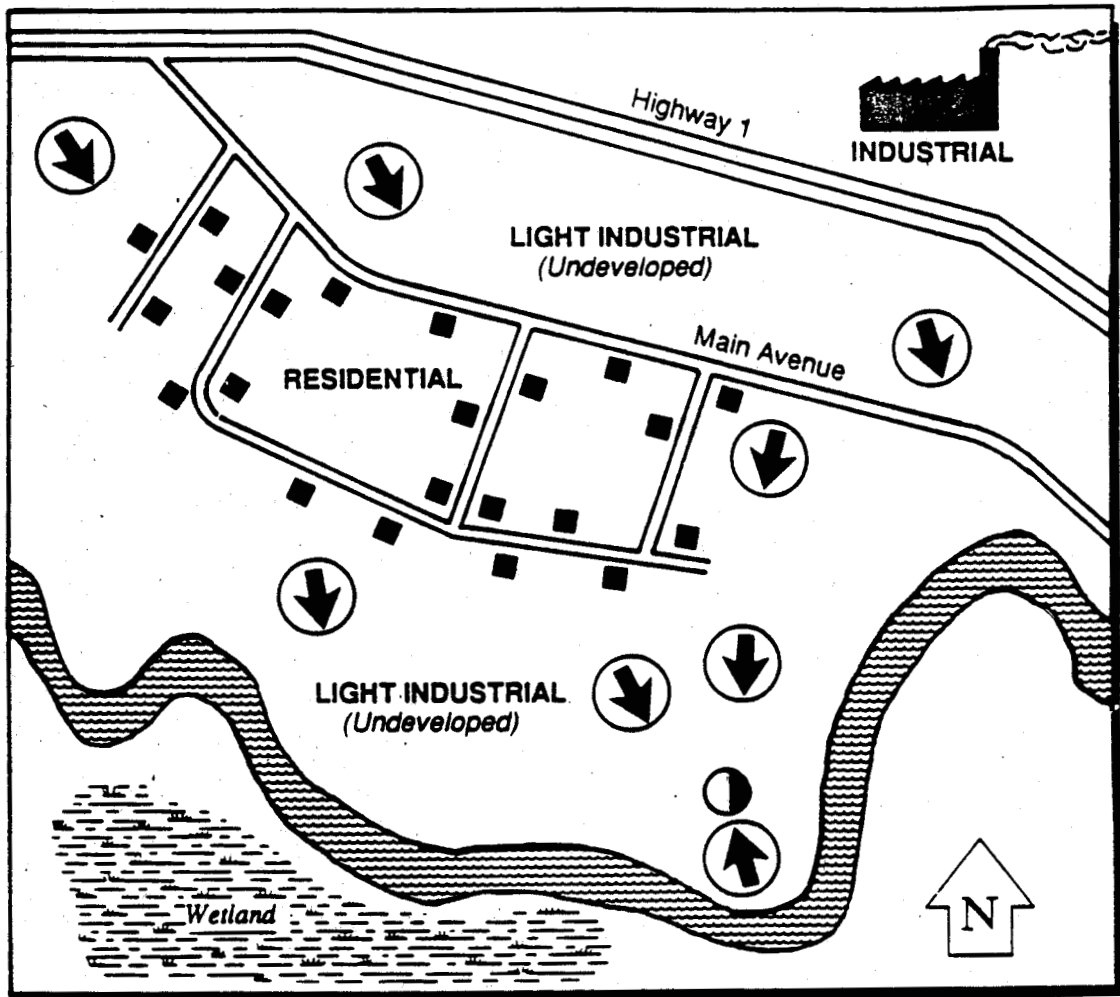 Highway 1
INDUSTRIAL
LIGHT INDUSTRIAL
(Undeveloped)
Main Avenue
RESIDENTIAL
LIGHT INDUSTRIAL
(Undeveloped)
Wetland
N